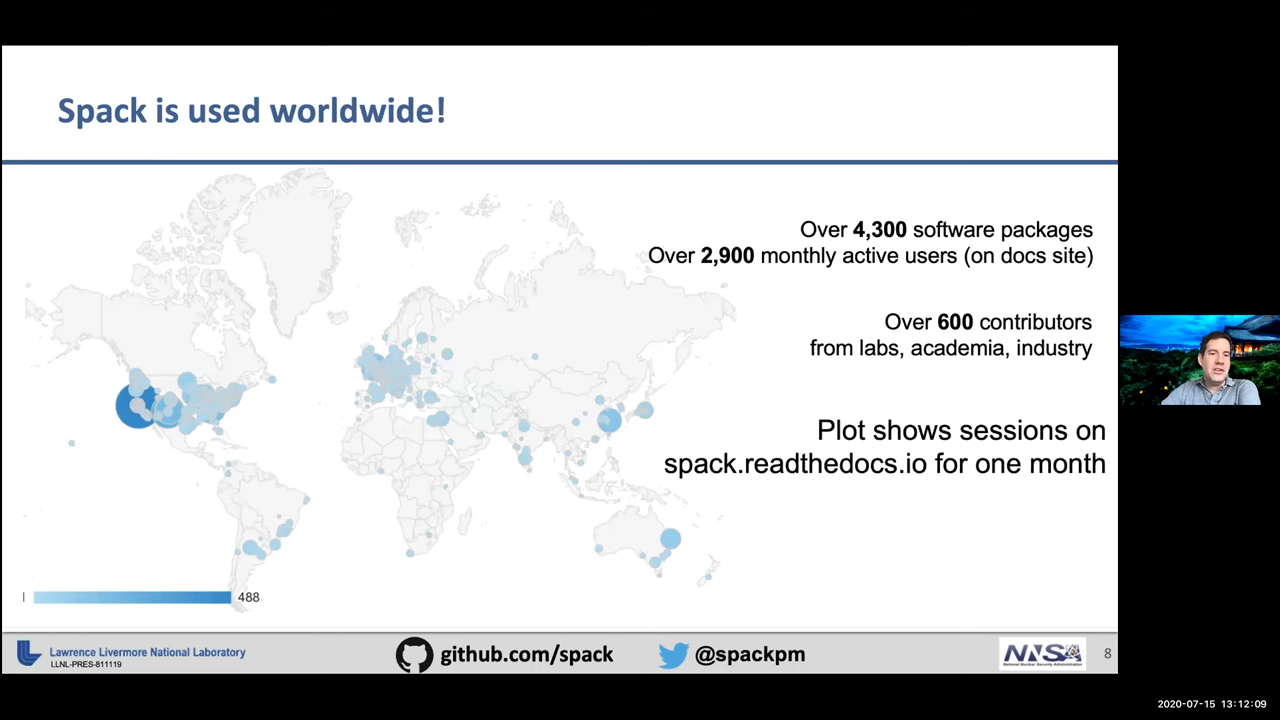 Spack is used worldwide!
Over 4,300 software packages
Over 2,900 monthly active users (on docs site)
Over 600 contributors
from labs, academia, industry
Plot shows sessions on
spack.readthedocs.io for one month
488
Lawrence Livermore National Laboratory
LLNL-PRES-811119
github.com/spack
@spackpm
NNSA
National Nuclear Security Administration
8
2020-07-15 13:12:09